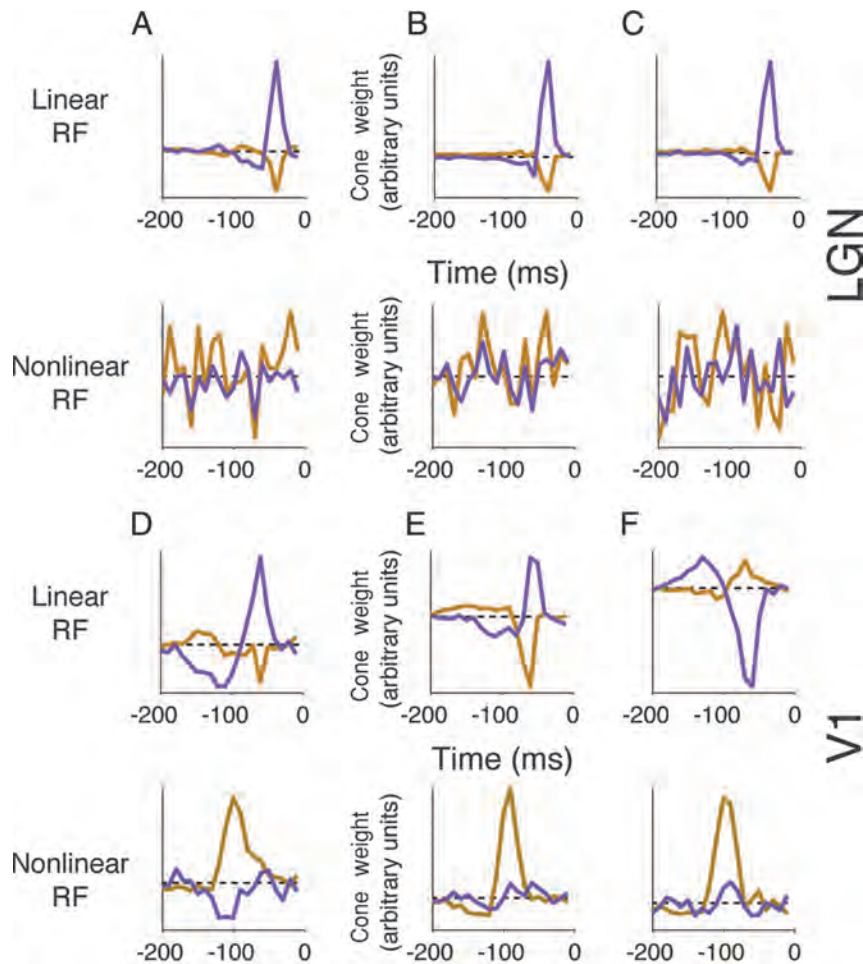 A
B
C
Linear
RF
Cone weight
(arbitrary units)
-200 -100 0
-200 -100 0
-200 -100 0
LGN
Time (ms)
Nonlinear
RF
Cone weight
(arbitrary units)
-200 -100 0
-200 -100 0
-200 -100 0
D
E
F
Linear
RF
Cone weight
(arbitrary units)
-200 -100 0
-200 -100 0
-200 -100 0
V1
Time (ms)
Nonlinear
RF
Cone weight
(arbitrary units)
-200 -100 0
-200 -100 0
-200 -100 0